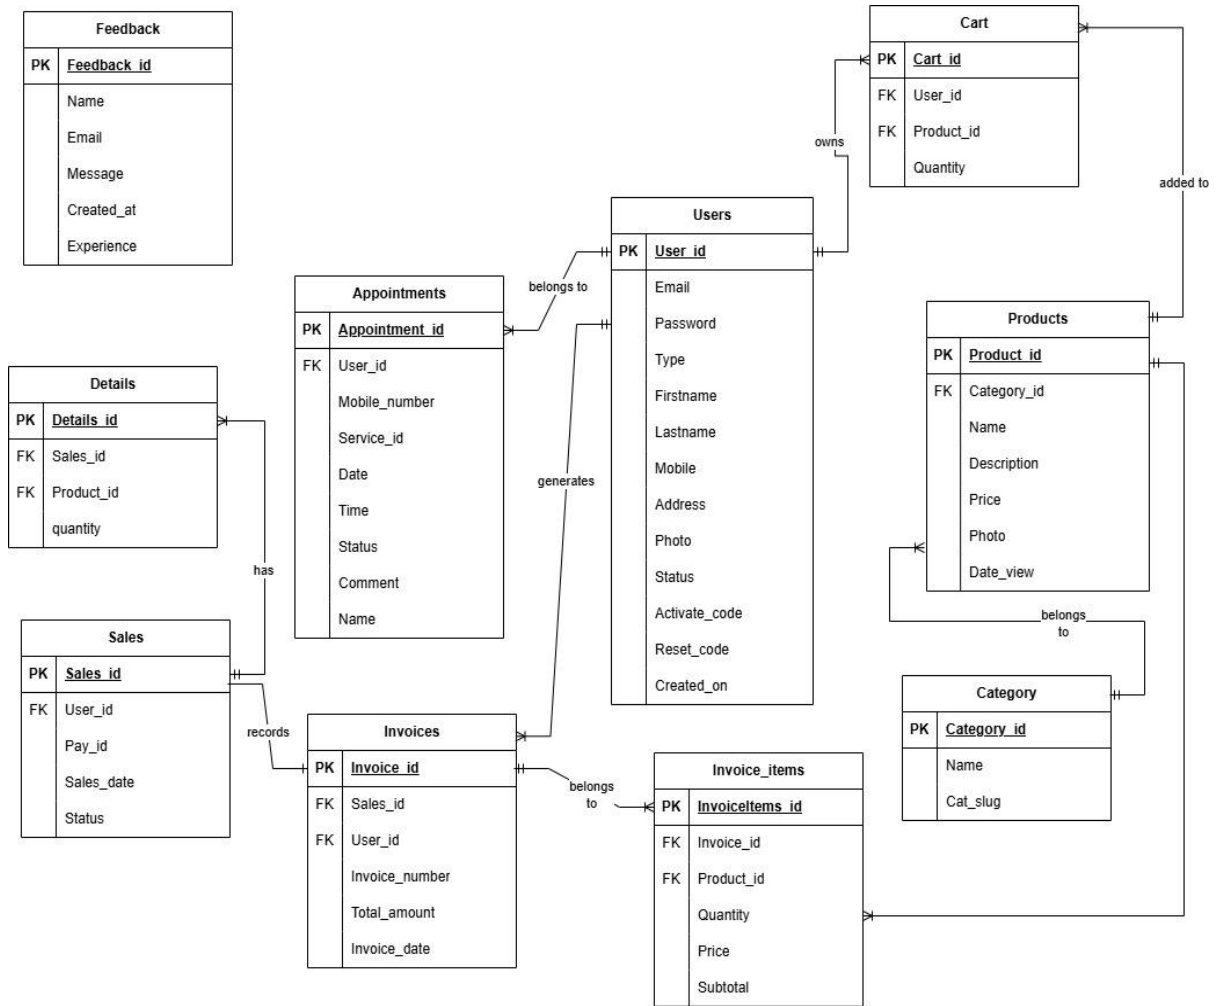 Feedback
PK Feedback_id
Name
Email
Message
Created_at
Experience
Cart
PK Cart_id
FK User_id
FK Product_id
Quantity
owns
added to
Users
PK User_id
Email
Password
Type
Firstname
Lastname
Mobile
Address
Photo
Status
Activate_code
Reset_code
Created_on
belongs to
Appointments
PK Appointment_id
FK User_id
Mobile_number
Service_id
Date
Time
Status
Comment
Name
generates
Products
PK Product_id
FK Category_id
Name
Description
Price
Photo
Date_view
belongs
to
Details
PK Details_id
FK Sales_id
FK Product_id
quantity
has
Sales
PK Sales_id
FK User_id
Pay_id
Sales_date
Status
records
Invoices
PK Invoice_id
FK Sales_id
FK User_id
Invoice_number
Total_amount
Invoice_date
belongs
to
Invoice_items
PK InvoiceItems_id
FK Invoice_id
FK Product_id
Quantity
Price
Subtotal
Category
PK Category_id
Name
Cat_slug